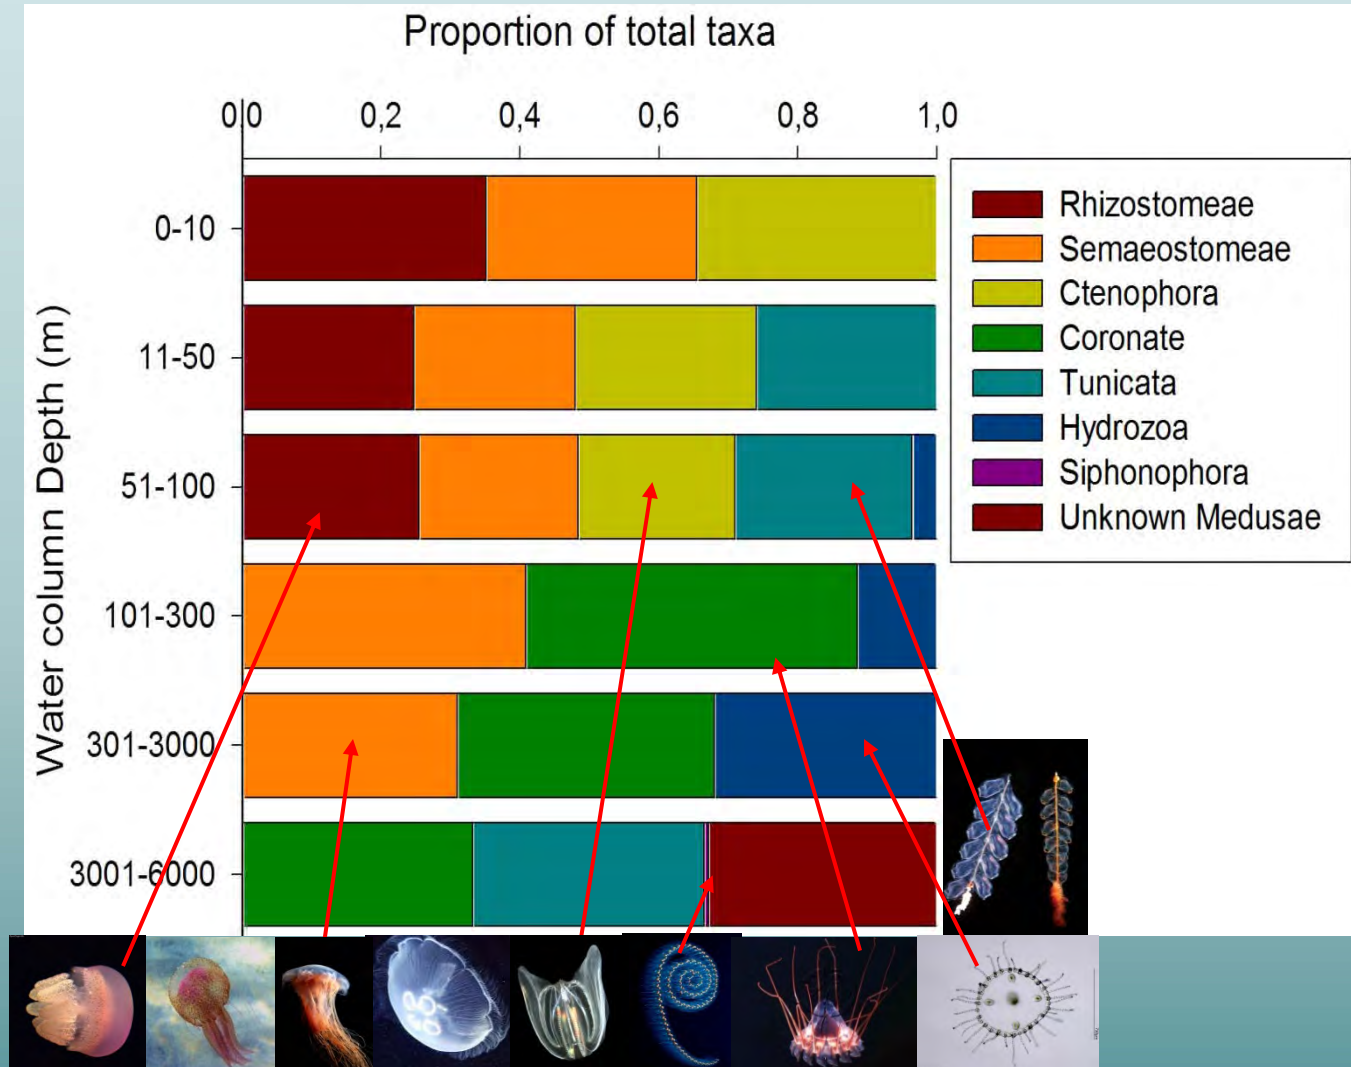 Proportion of total taxa
0,0 0,2 0,4 0,6 0,8 1,0
Water column Depth (m)
0-10
11-50
51-100
101-300
301-3000
3001-6000
Rhizostomeae
Semaeostomeae
Ctenophora
Coronate
Tunicata
Hydrozoa
Siphonophora
Unknown Medusae